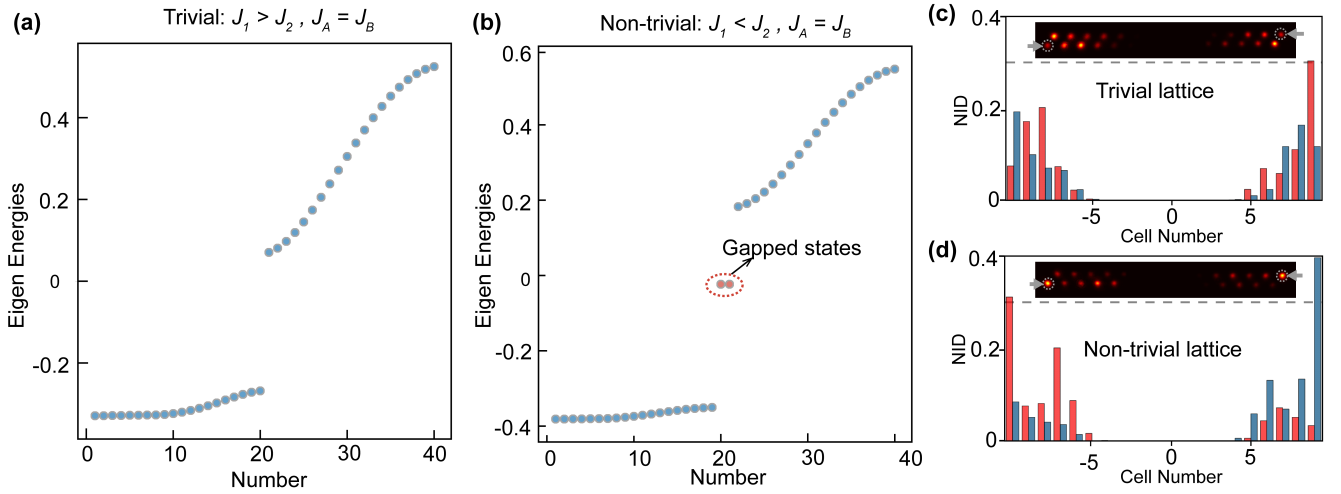 (a)
Trivial: J1 > J2 , JA = JB
Eigen Energies
0.4
0.2
0
-0.2
0
10
20
30
40
Number
(b)
Non-trivial: J1 < J2 , JA = JB
Eigen Energies
0.6
0.4
0.2
0
-0.2
-0.4
Gapped states
0
10
20
30
40
Number
(c)
NID
0.4
0.2
0
Trivial lattice
-5
0
5
Cell Number
(d)
NID
0.4
0.2
0
Non-trivial lattice
-5
0
5
Cell Number